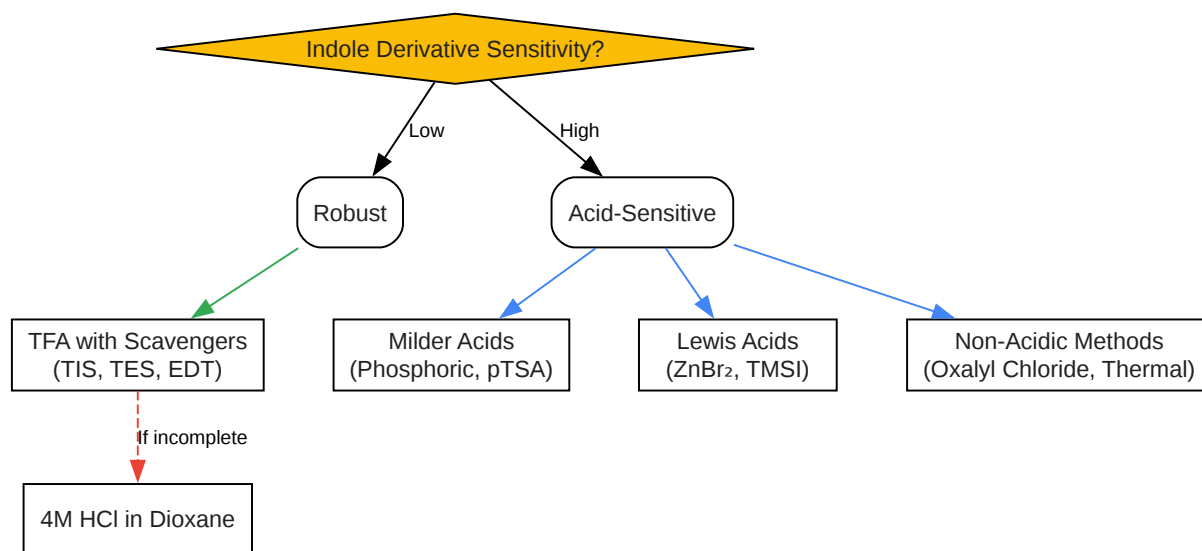 Indole Derivative Sensitivity?
Low
High
Robust
Acid-Sensitive
TFA with Scavengers
(TIS, TES, EDT)
Milder Acids
(Phosphoric, pTSA)
Lewis Acids
(ZnBr₂, TMSI)
Non-Acidic Methods
(Oxalyl Chloride, Thermal)
If incomplete
4M HCl in Dioxane